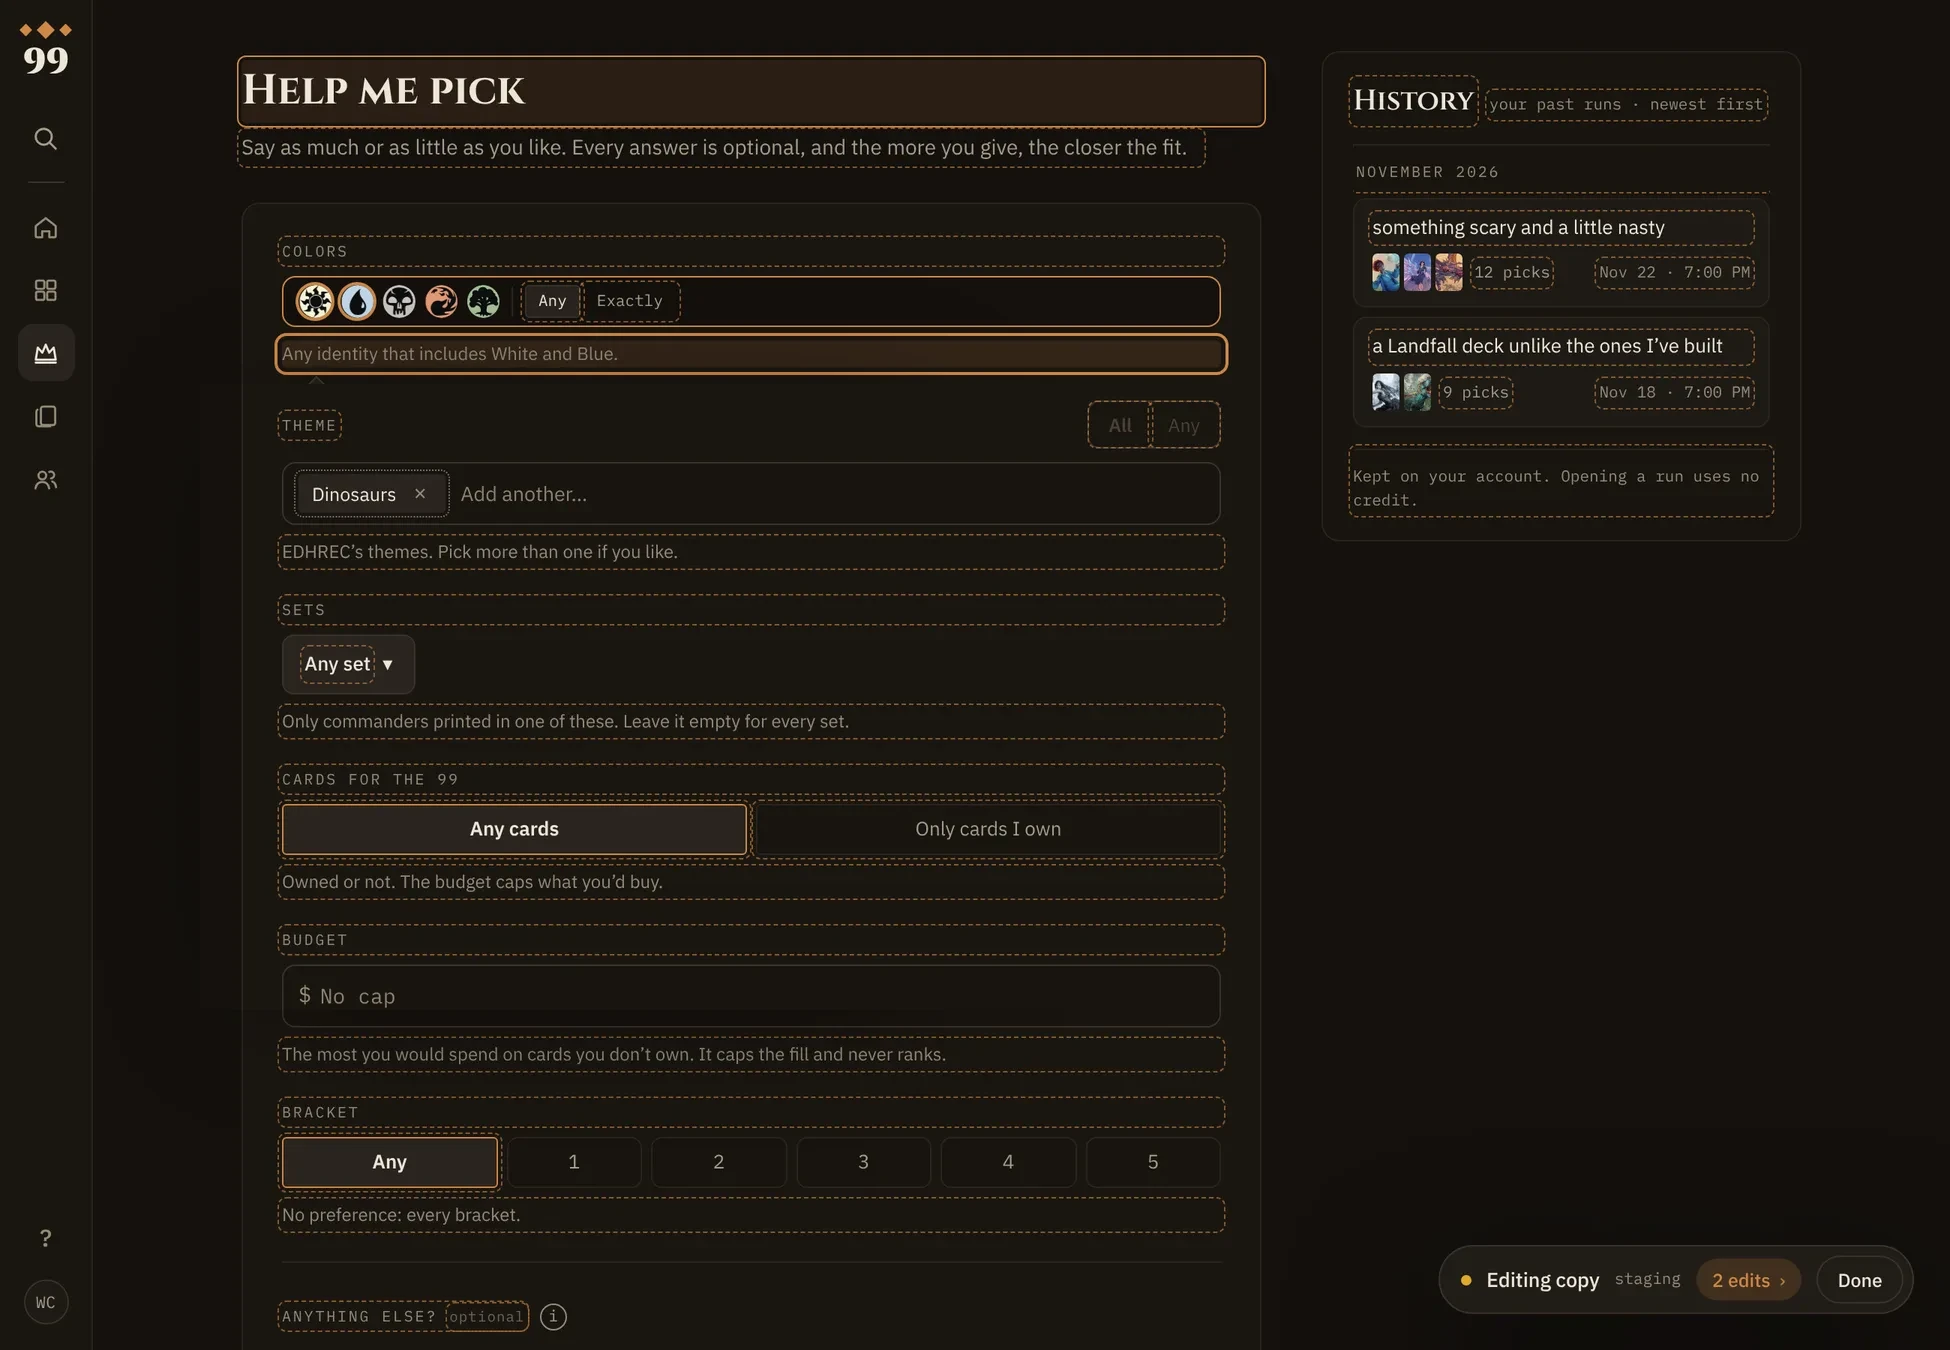 99
Help me pick
Say as much or as little as you like. Every answer is optional, and the more you give, the closer the fit.
COLORS
Any Exactly
Any identity that includes White and Blue.
THEME
All Any
Dinosaurs × Add another...
EDHREC’s themes. Pick more than one if you like.
SETS
Any set ▼
Only commanders printed in one of these. Leave it empty for every set.
CARDS FOR THE 99
Any cards Only cards I own
Owned or not. The budget caps what you’d buy.
BUDGET
$ No cap
The most you would spend on cards you don’t own. It caps the fill and never ranks.
BRACKET
Any 1 2 3 4 5
No preference: every bracket.
ANYTHING ELSE? optional i
History your past runs · newest first
NOVEMBER 2026
something scary and a little nasty
12 picks Nov 22 · 7:00 PM
a Landfall deck unlike the ones I’ve built
9 picks Nov 18 · 7:00 PM
Kept on your account. Opening a run uses no
credit.
?
WC
Editing copy staging 2 edits › Done